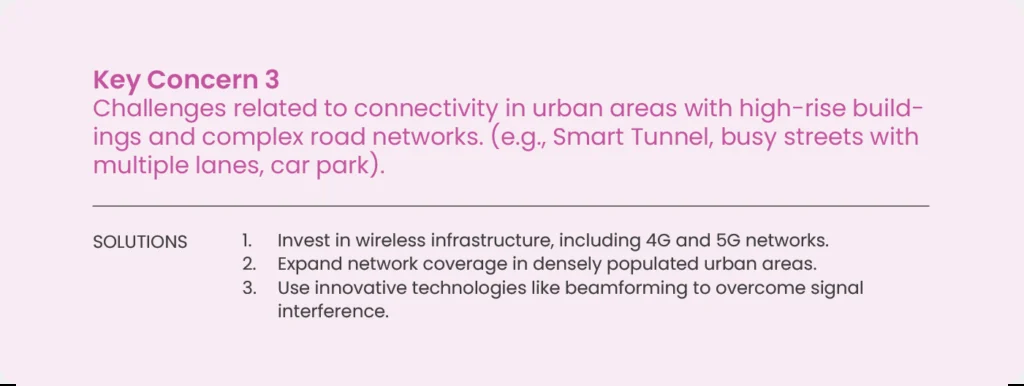 Key Concern 3
Challenges related to connectivity in urban areas with high-rise build-
ings and complex road networks. (e.g., Smart Tunnel, busy streets with
multiple lanes, car park).
SOLUTIONS
1. Invest in wireless infrastructure, including 4G and 5G networks.
2. Expand network coverage in densely populated urban areas.
3. Use innovative technologies like beamforming to overcome signal
interference.